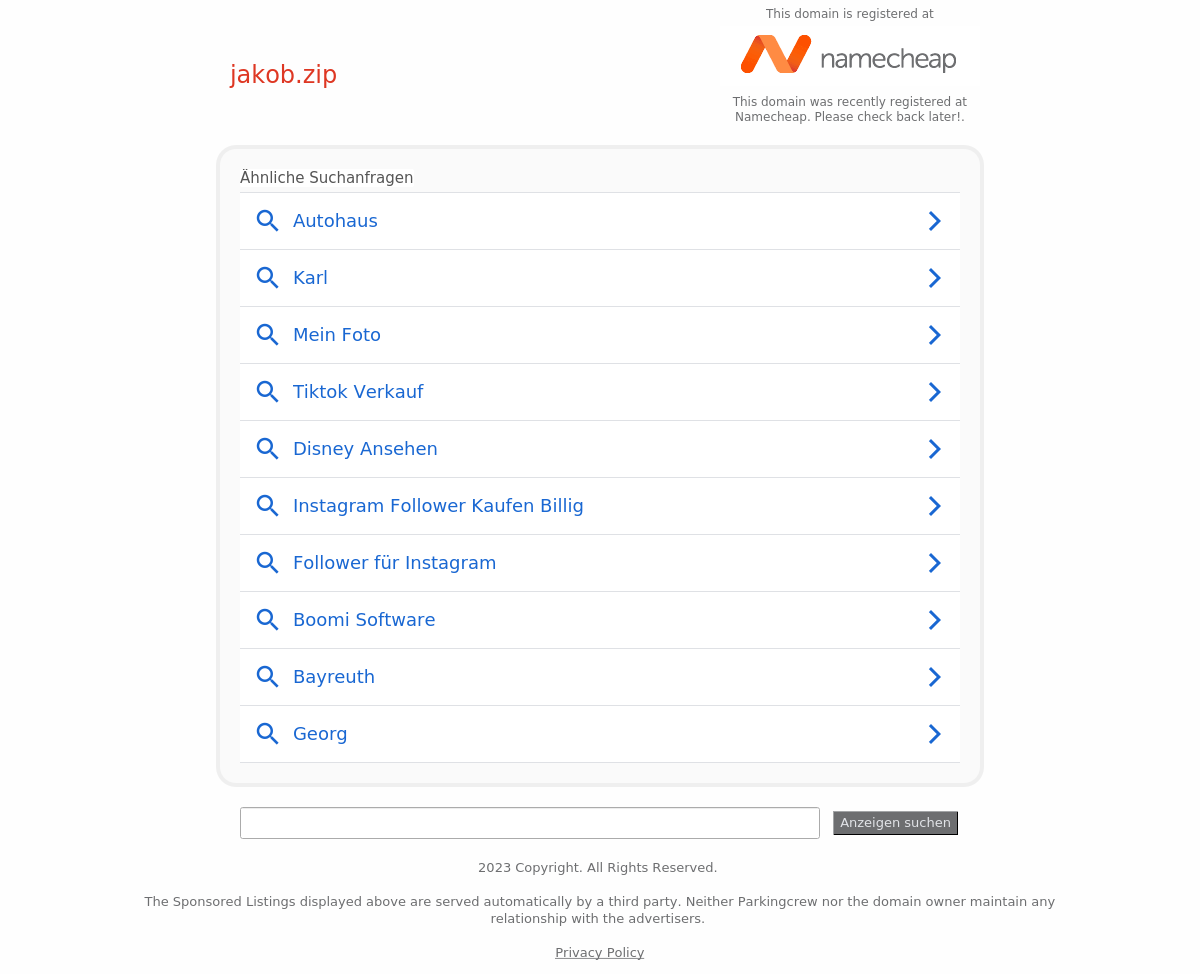 This domain is registered at
namecheap
jakob.zip
This domain was recently registered at
Namecheap. Please check back later!.
Ähnliche Suchanfragen
Autohaus
Karl
Mein Foto
Tiktok Verkauf
Disney Ansehen
Instagram Follower Kaufen Billig
Follower für Instagram
Boomi Software
Bayreuth
Georg
Anzeigen suchen
2023 Copyright. All Rights Reserved.
The Sponsored Listings displayed above are served automatically by a third party. Neither Parkingcrew nor the domain owner maintain any
relationship with the advertisers.
Privacy Policy